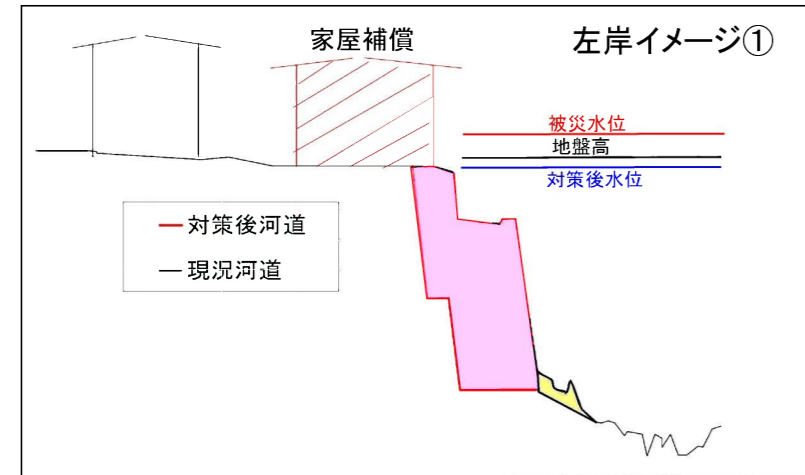 家屋補償
左岸イメージ①
被災水位
地盤高
対策後水位
対策後河道
現況河道